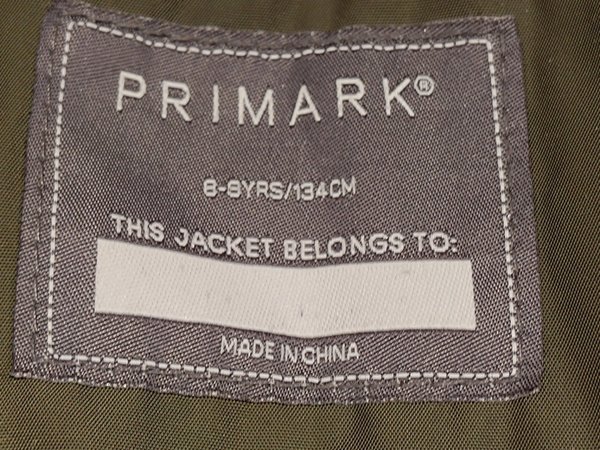 PRIMARK®
8-9YRS/134CM
THIS JACKET BELONGS TO:
MADE IN CHINA